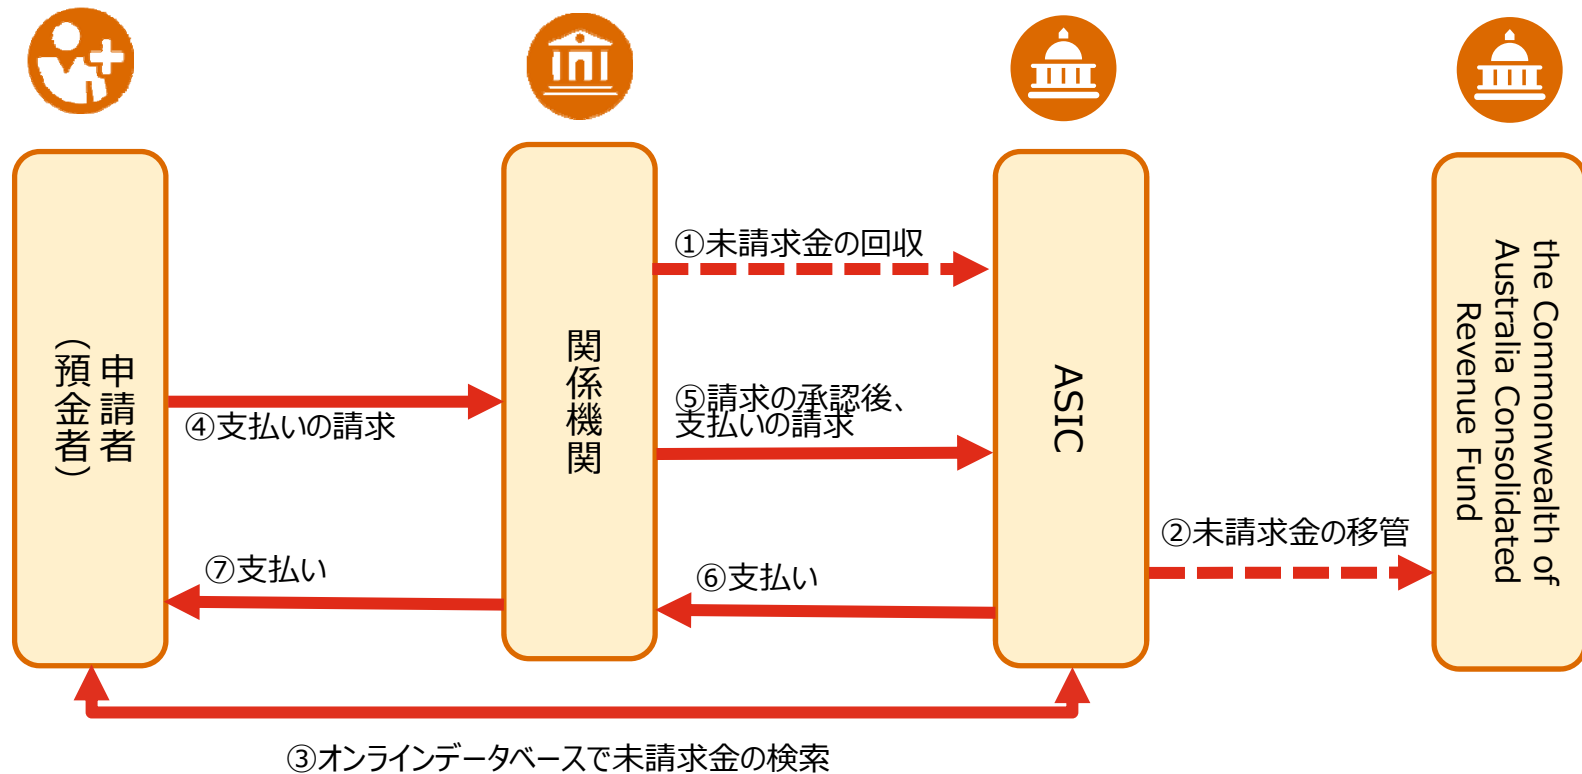 申請者
（預金者）
関係機関
ASIC
the Commonwealth of
Australia Consolidated
Revenue Fund
①未請求金の回収
④支払いの請求
⑤請求の承認後、
支払いの請求
②未請求金の移管
⑦支払い
⑥支払い
③オンラインデータベースで未請求金の検索